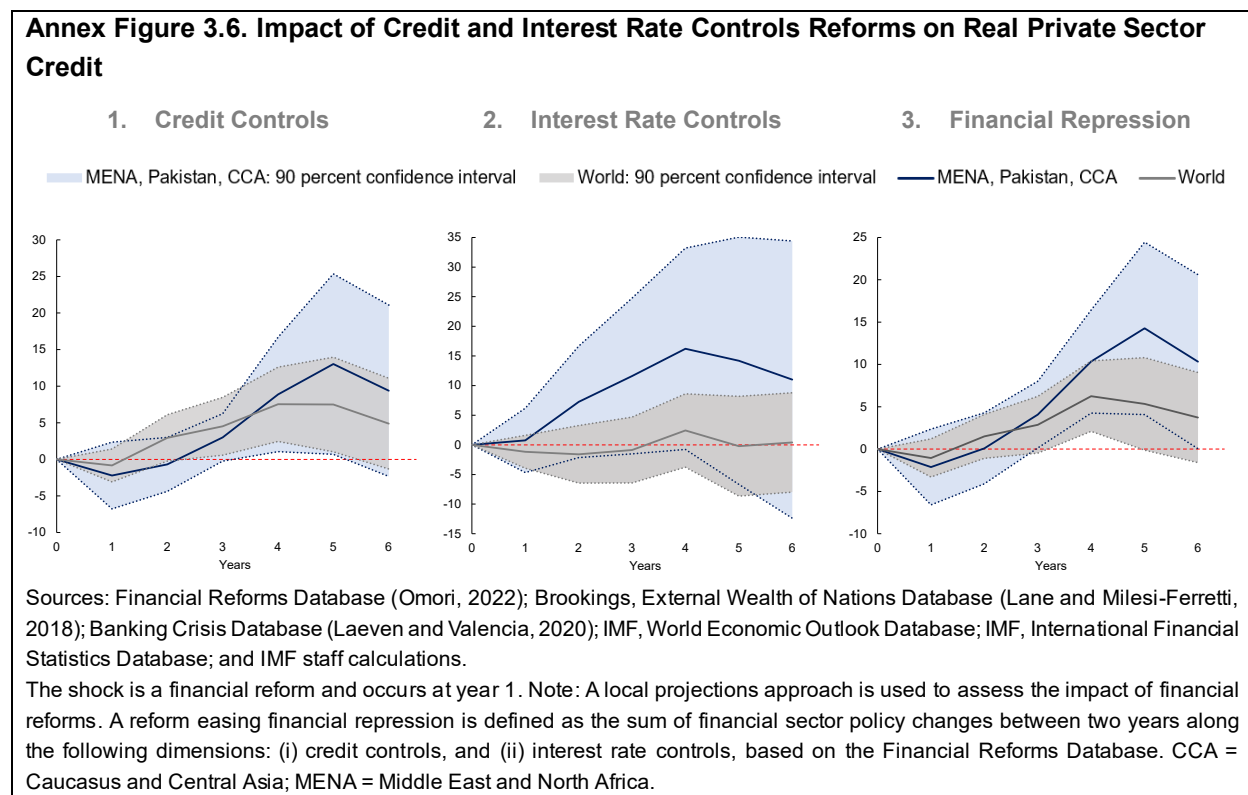 Annex Figure 3.6. Impact of Credit and Interest Rate Controls Reforms on Real Private Sector
Credit
1. Credit Controls
2. Interest Rate Controls
3. Financial Repression
MENA, Pakistan, CCA: 90 percent confidence interval
World: 90 percent confidence interval
MENA, Pakistan, CCA
World
30
25
20
15
10
5
0
-5
-10
0 1 2 3 4 5 6
Years
35
30
25
20
15
10
5
0
-5
-10
-15
0 1 2 3 4 5 6
Years
25
20
15
10
5
0
-5
-10
0 1 2 3 4 5 6
Years
Sources: Financial Reforms Database (Omori, 2022); Brookings, External Wealth of Nations Database (Lane and Milesi-Ferretti,
2018); Banking Crisis Database (Laeven and Valencia, 2020); IMF, World Economic Outlook Database; IMF, International Financial
Statistics Database; and IMF staff calculations.
The shock is a financial reform and occurs at year 1. Note: A local projections approach is used to assess the impact of financial
reforms. A reform easing financial repression is defined as the sum of financial sector policy changes between two years along
the following dimensions: (i) credit controls, and (ii) interest rate controls, based on the Financial Reforms Database. CCA =
Caucasus and Central Asia; MENA = Middle East and North Africa.